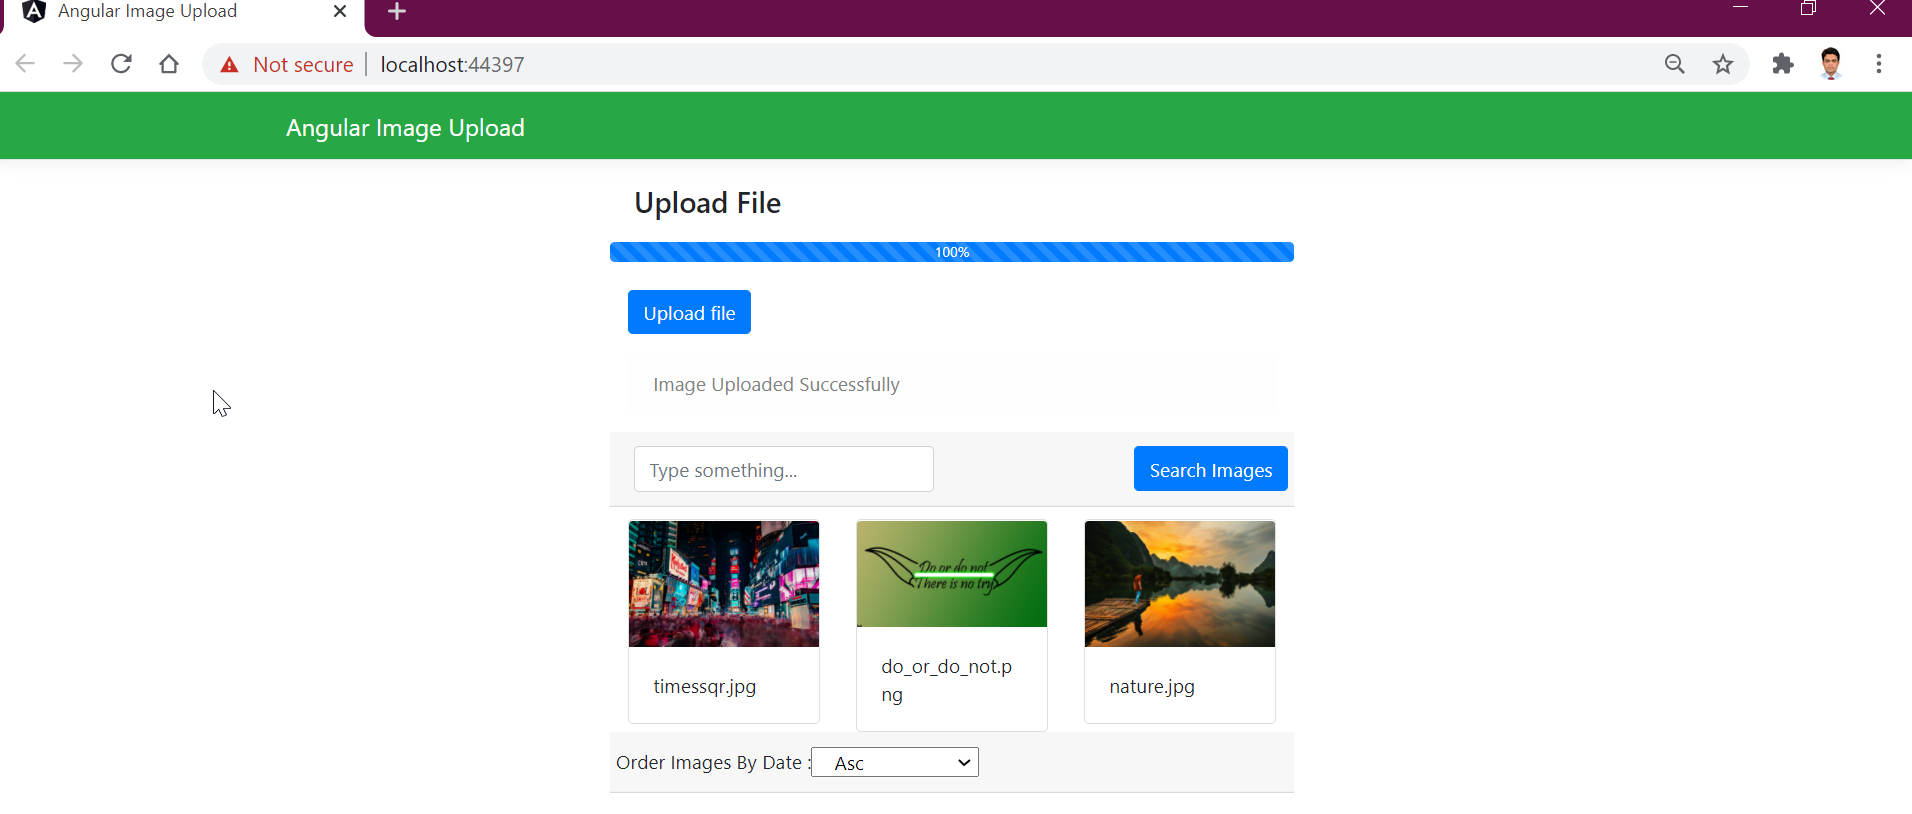 Angular Image Upload
Not secure localhost:44397
Angular Image Upload
Upload File
100%
Upload file
Image Uploaded Successfully
Type something...
Search Images
Do or do not
There is no try
timessqr.jpg
do_or_do_not.p
ng
nature.jpg
Order Images By Date :
Asc